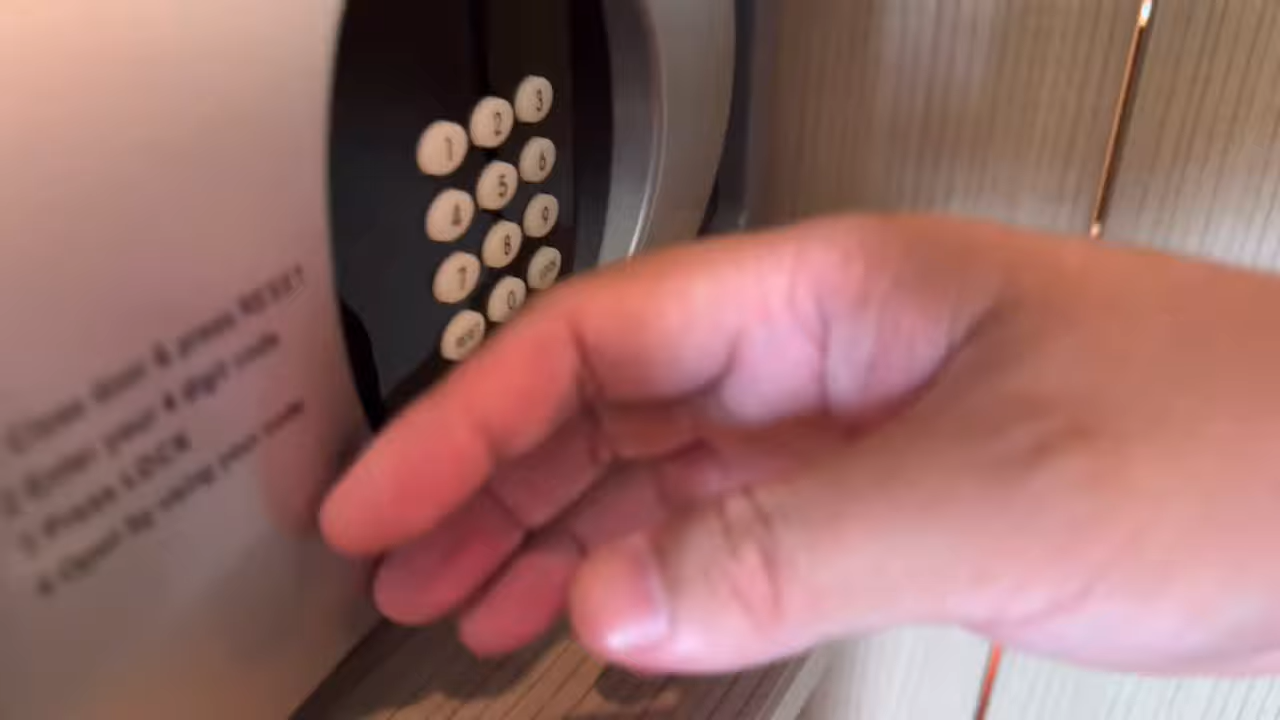 Close door & press RESET
2 Enter your 4 digit code
3 Press LOCK
4 Open by using your code
1 2 3
4 5 6
7 8 9
0 LOCK